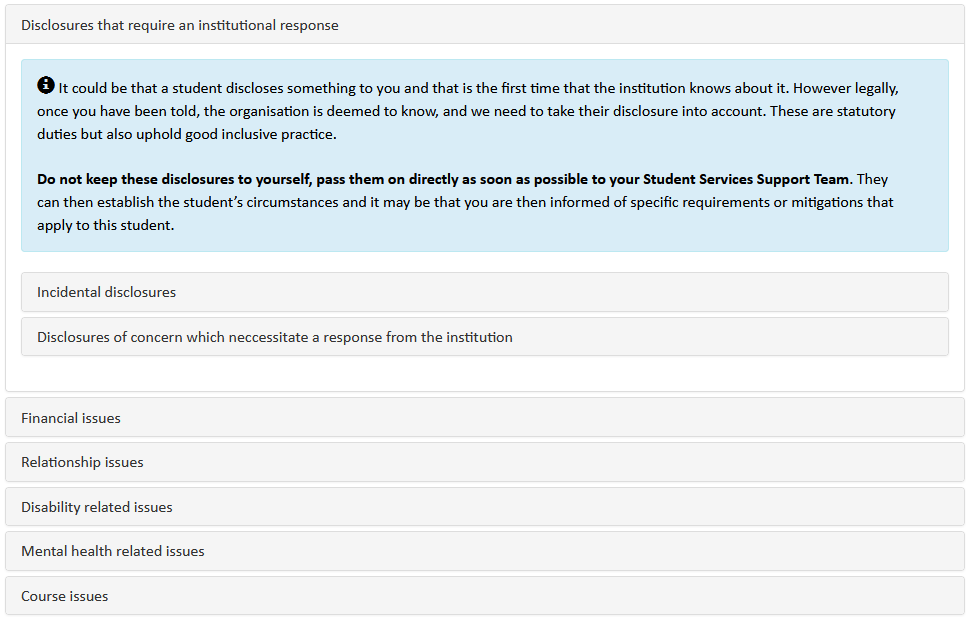 Disclosures that require an institutional response
It could be that a student discloses something to you and that is the first time that the institution knows about it. However legally,
once you have been told, the organisation is deemed to know, and we need to take their disclosure into account. These are statutory
duties but also uphold good inclusive practice.
Do not keep these disclosures to yourself, pass them on directly as soon as possible to your Student Services Support Team. They
can then establish the student’s circumstances and it may be that you are then informed of specific requirements or mitigations that
apply to this student.
Incidental disclosures
Disclosures of concern which neccessitate a response from the institution
Financial issues
Relationship issues
Disability related issues
Mental health related issues
Course issues